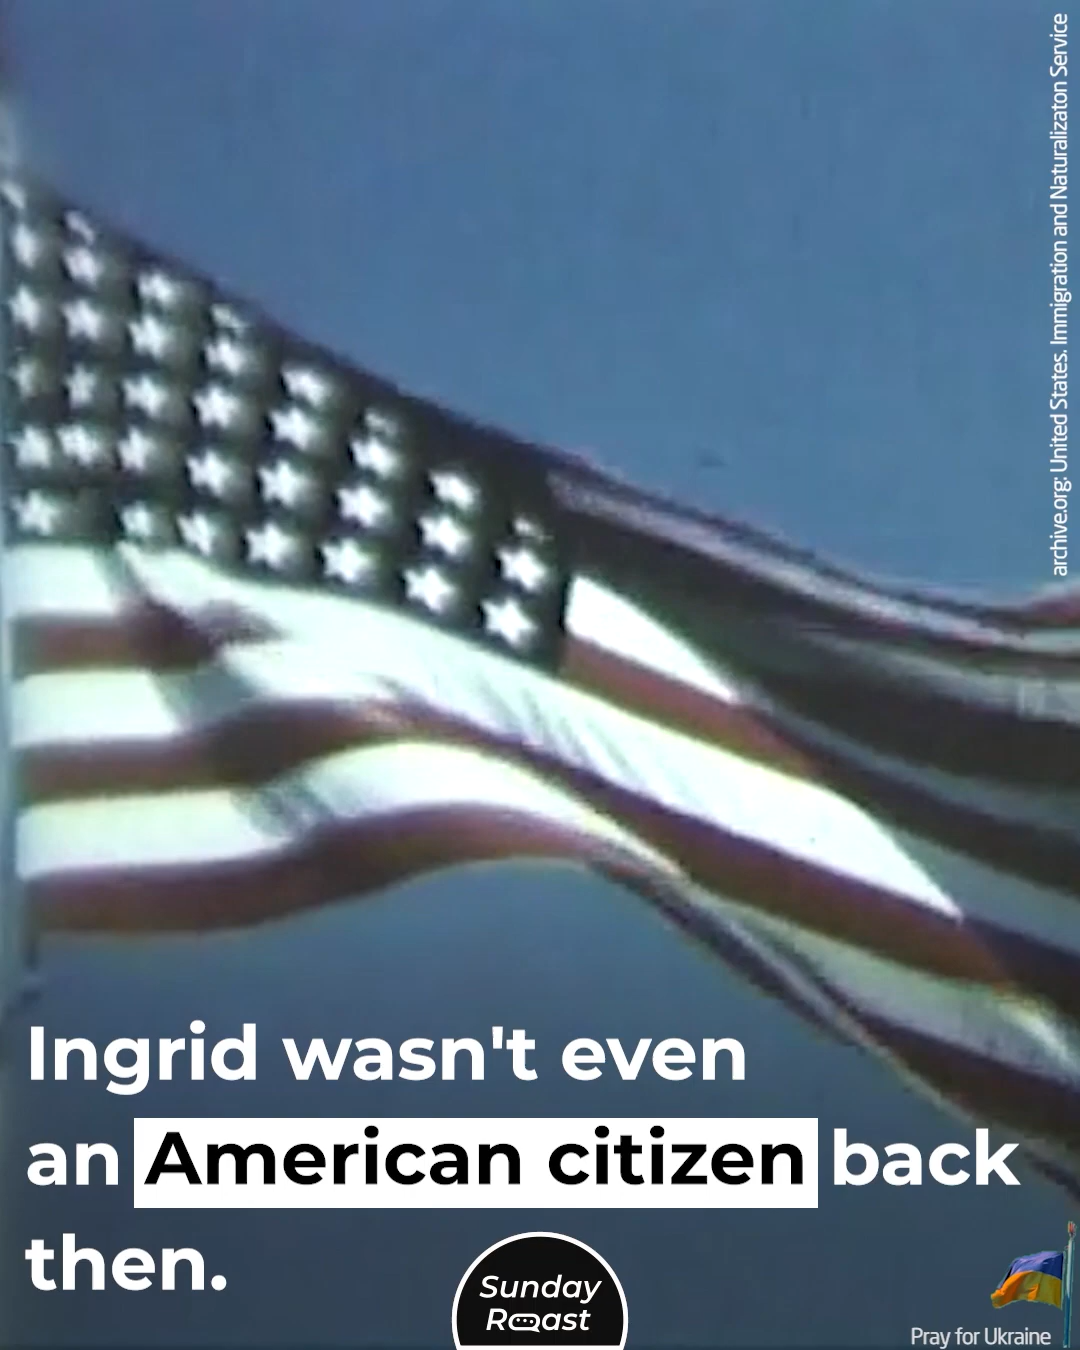 archive.org: United States. Immigration and Naturalizaton Service
Ingrid wasn't even
an American citizen back
then.
Sunday
Roast
Pray for Ukraine